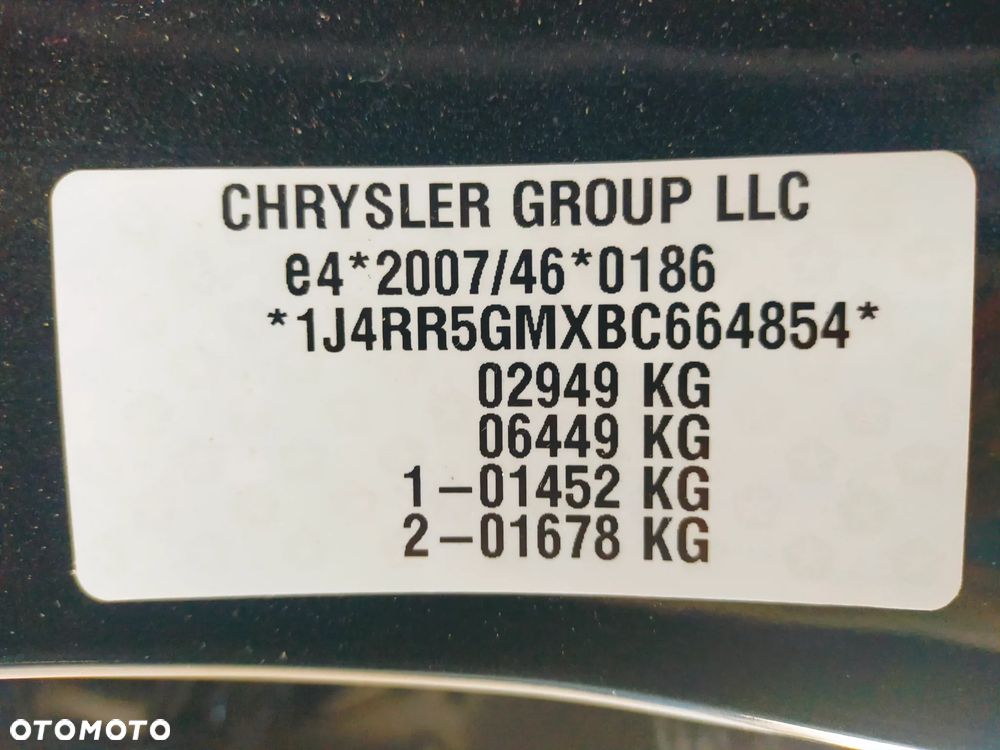 CHRYSLER GROUP LLC
e4*2007/46*0186
*1J4RR5GMXBC664854*
02949 KG
06449 KG
1-01452 KG
2-01678 KG
OTOMOTO